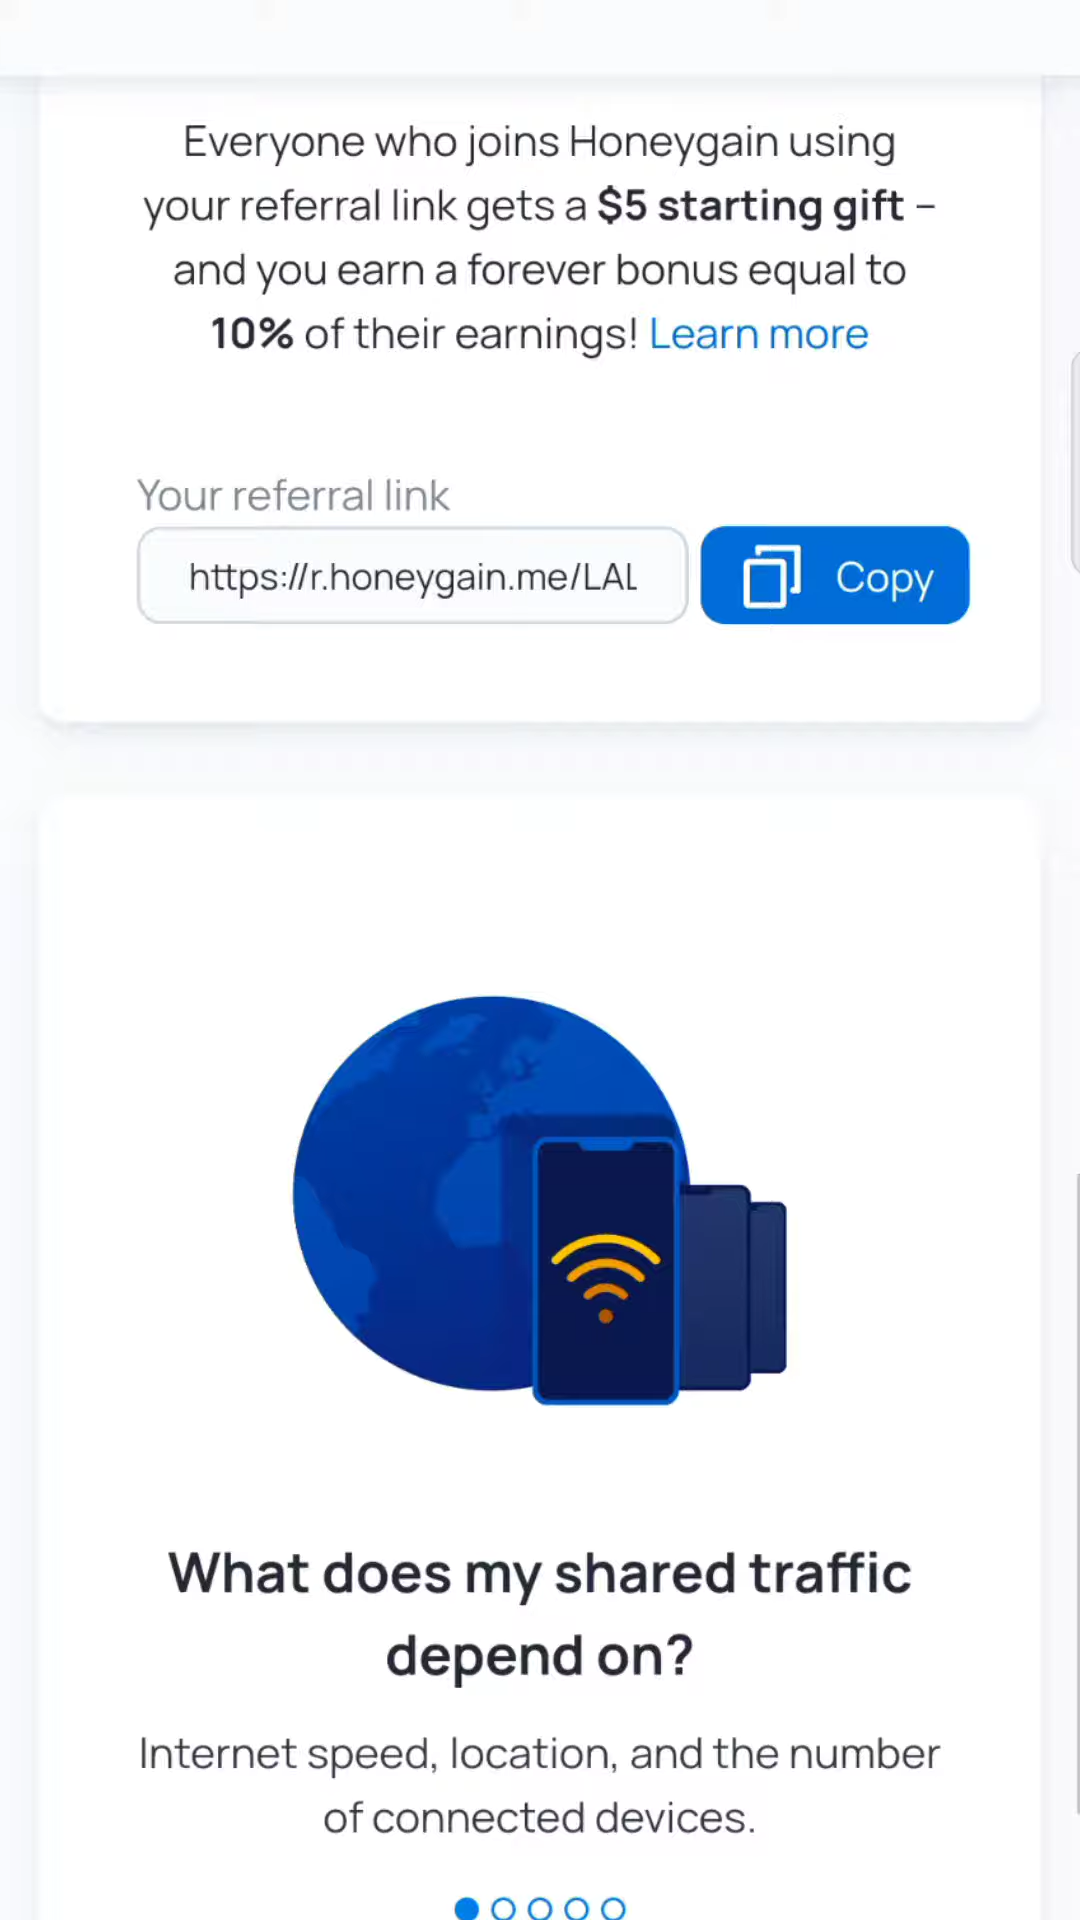 Everyone who joins Honeygain using
your referral link gets a $5 starting gift –
and you earn a forever bonus equal to
10% of their earnings! Learn more
Your referral link
https://r.honeygain.me/LAL
Copy
What does my shared traffic
depend on?
Internet speed, location, and the number
of connected devices.